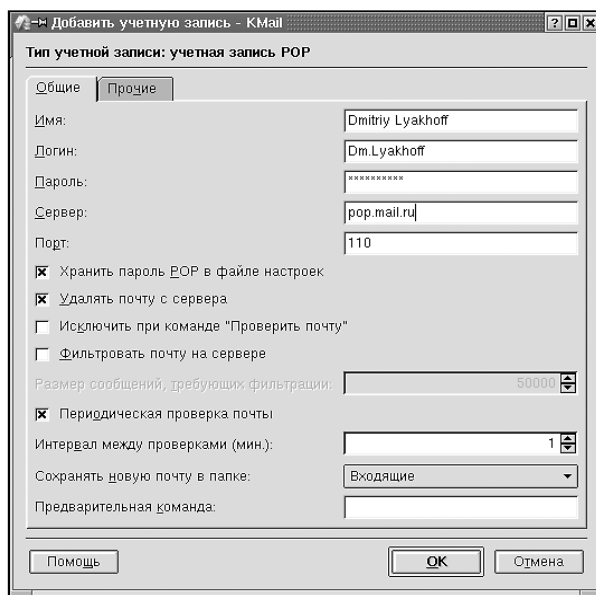 Добавить учетную запись - KMail
Тип учетной записи: учетная запись POP
Общие Прочие
Имя: Dmitriy Lyakhoff
Логин: Dm.Lyakhoff
Пароль: **********
Сервер: pop.mail.ru
Порт: 110
Хранить пароль POP в файле настроек
Удалять почту с сервера
Исключить при команде "Проверить почту"
Фильтровать почту на сервере
Размер сообщений, требующих фильтрации: 50000
Периодическая проверка почты
Интервал между проверками (мин.): 1
Сохранять новую почту в папке: Входящие
Предварительная команда:
Помощь OK Отмена